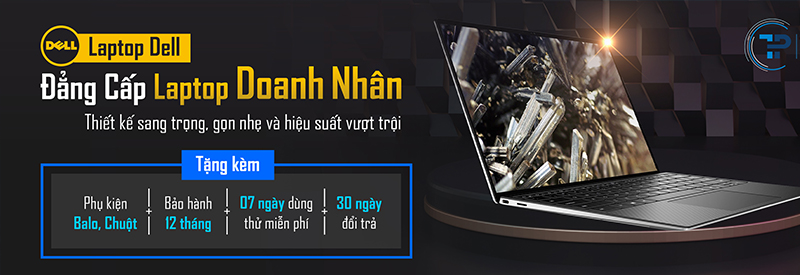 DELL
Laptop Dell
Đẳng Cấp Laptop Doanh Nhân
Thiết kế sang trọng, gọn nhẹ và hiệu suất vượt trội
Tặng kèm
Phụ kiện
Balo, Chuột
+
Bảo hành
12 tháng
+
07 ngày dùng
thử miễn phí
+
30 ngày
đổi trả